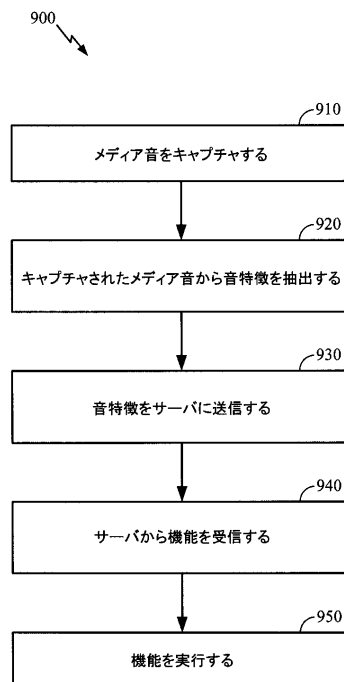 900
910
メディア音をキャプチャする
920
キャプチャされたメディア音から音特徴を抽出する
930
音特徴をサーバに送信する
940
サーバから機能を受信する
950
機能を実行する